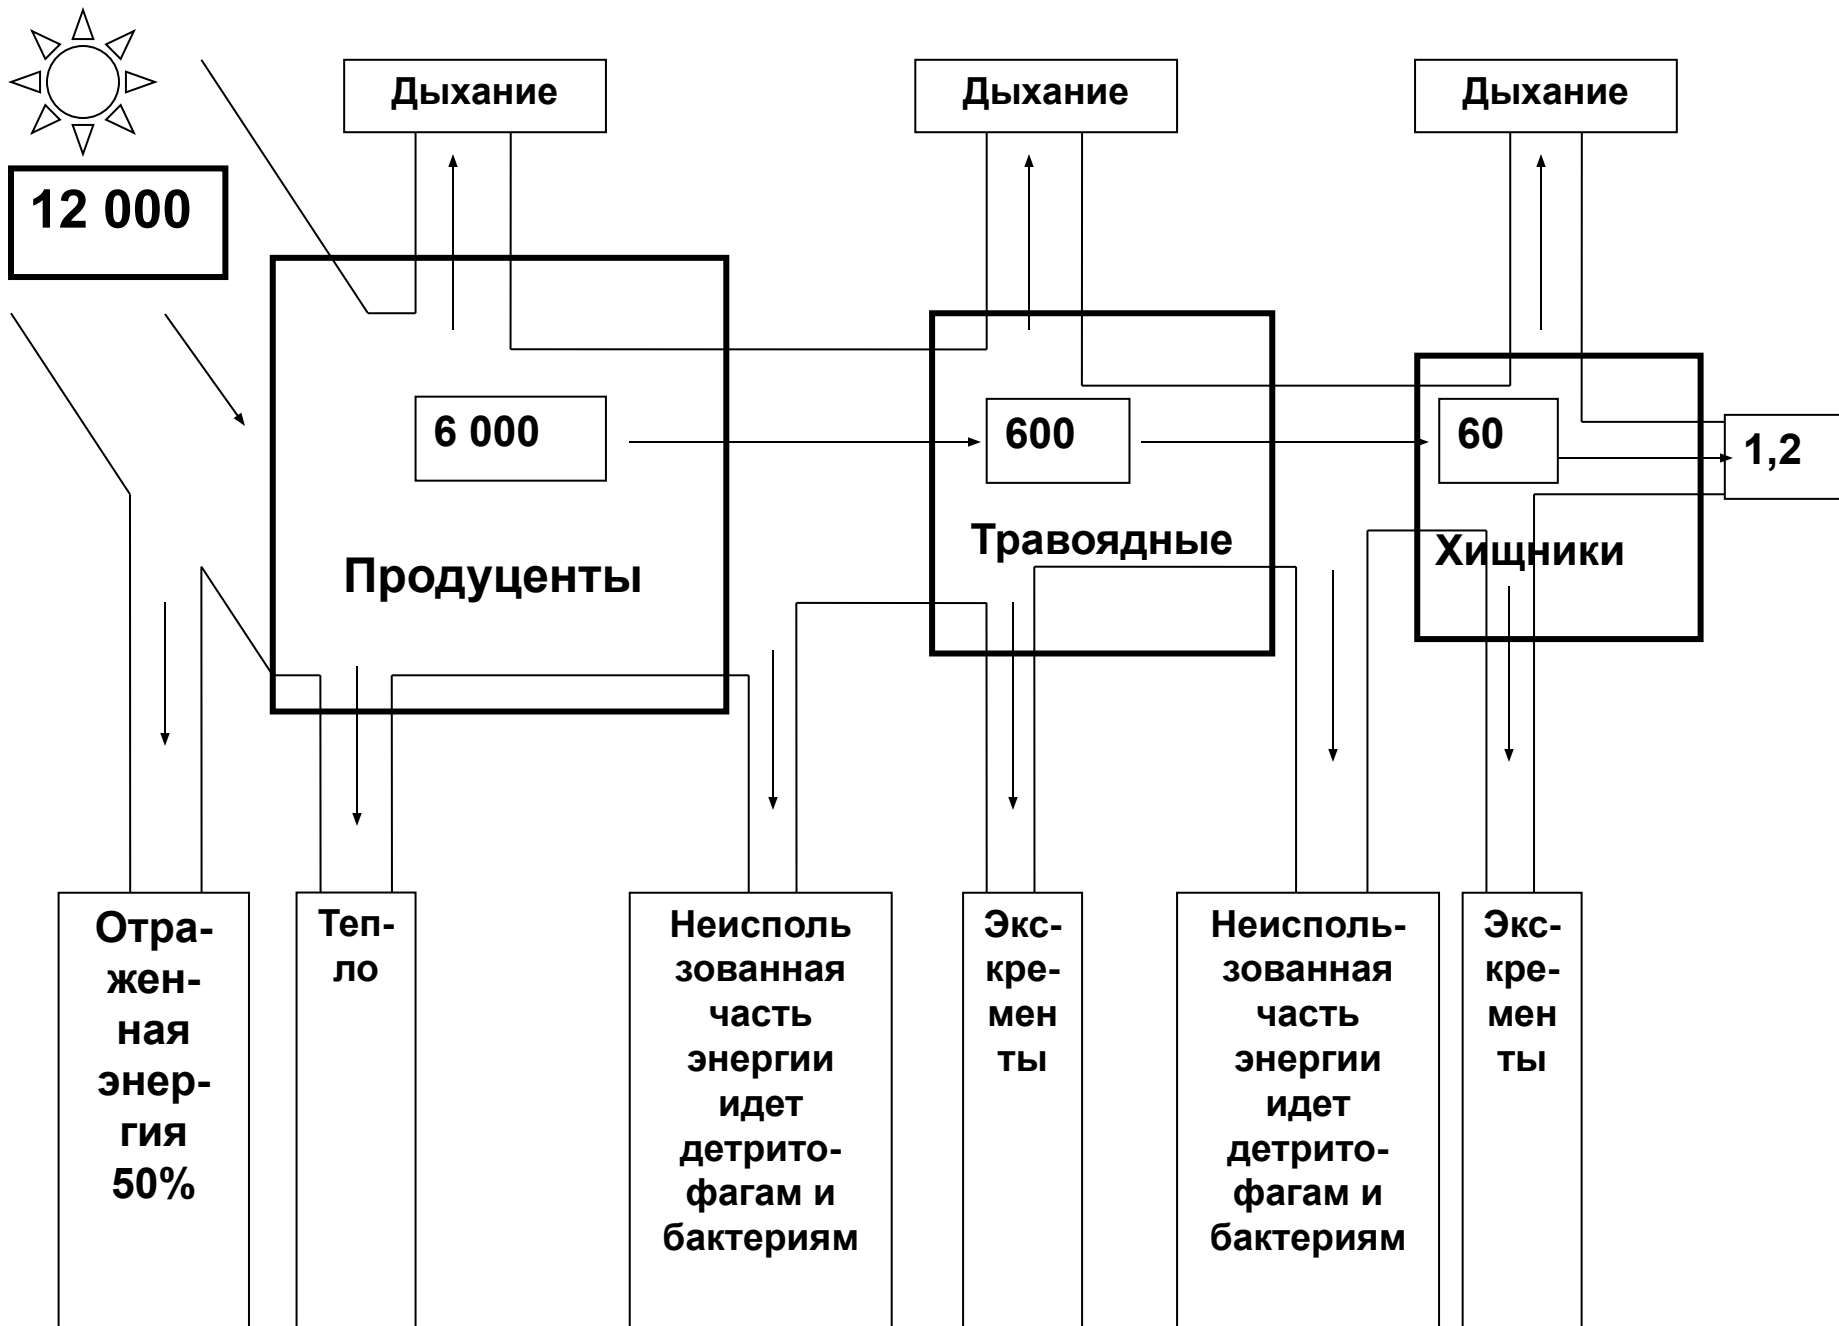 Дыхание
Дыхание
Дыхание
12 000
6 000
600
60
1,2
Продуценты
Травоядные
Хищники
Отра-
жен-
ная
энер-
гия
50%
Теп-
ло
Неисполь
зованная
часть
энергии
идет
детрито-
фагам и
бактериям
Экс-
кре-
мен
ты
Неисполь-
зованная
часть
энергии
идет
детрито-
фагам и
бактериям
Экс-
кре-
мен
ты